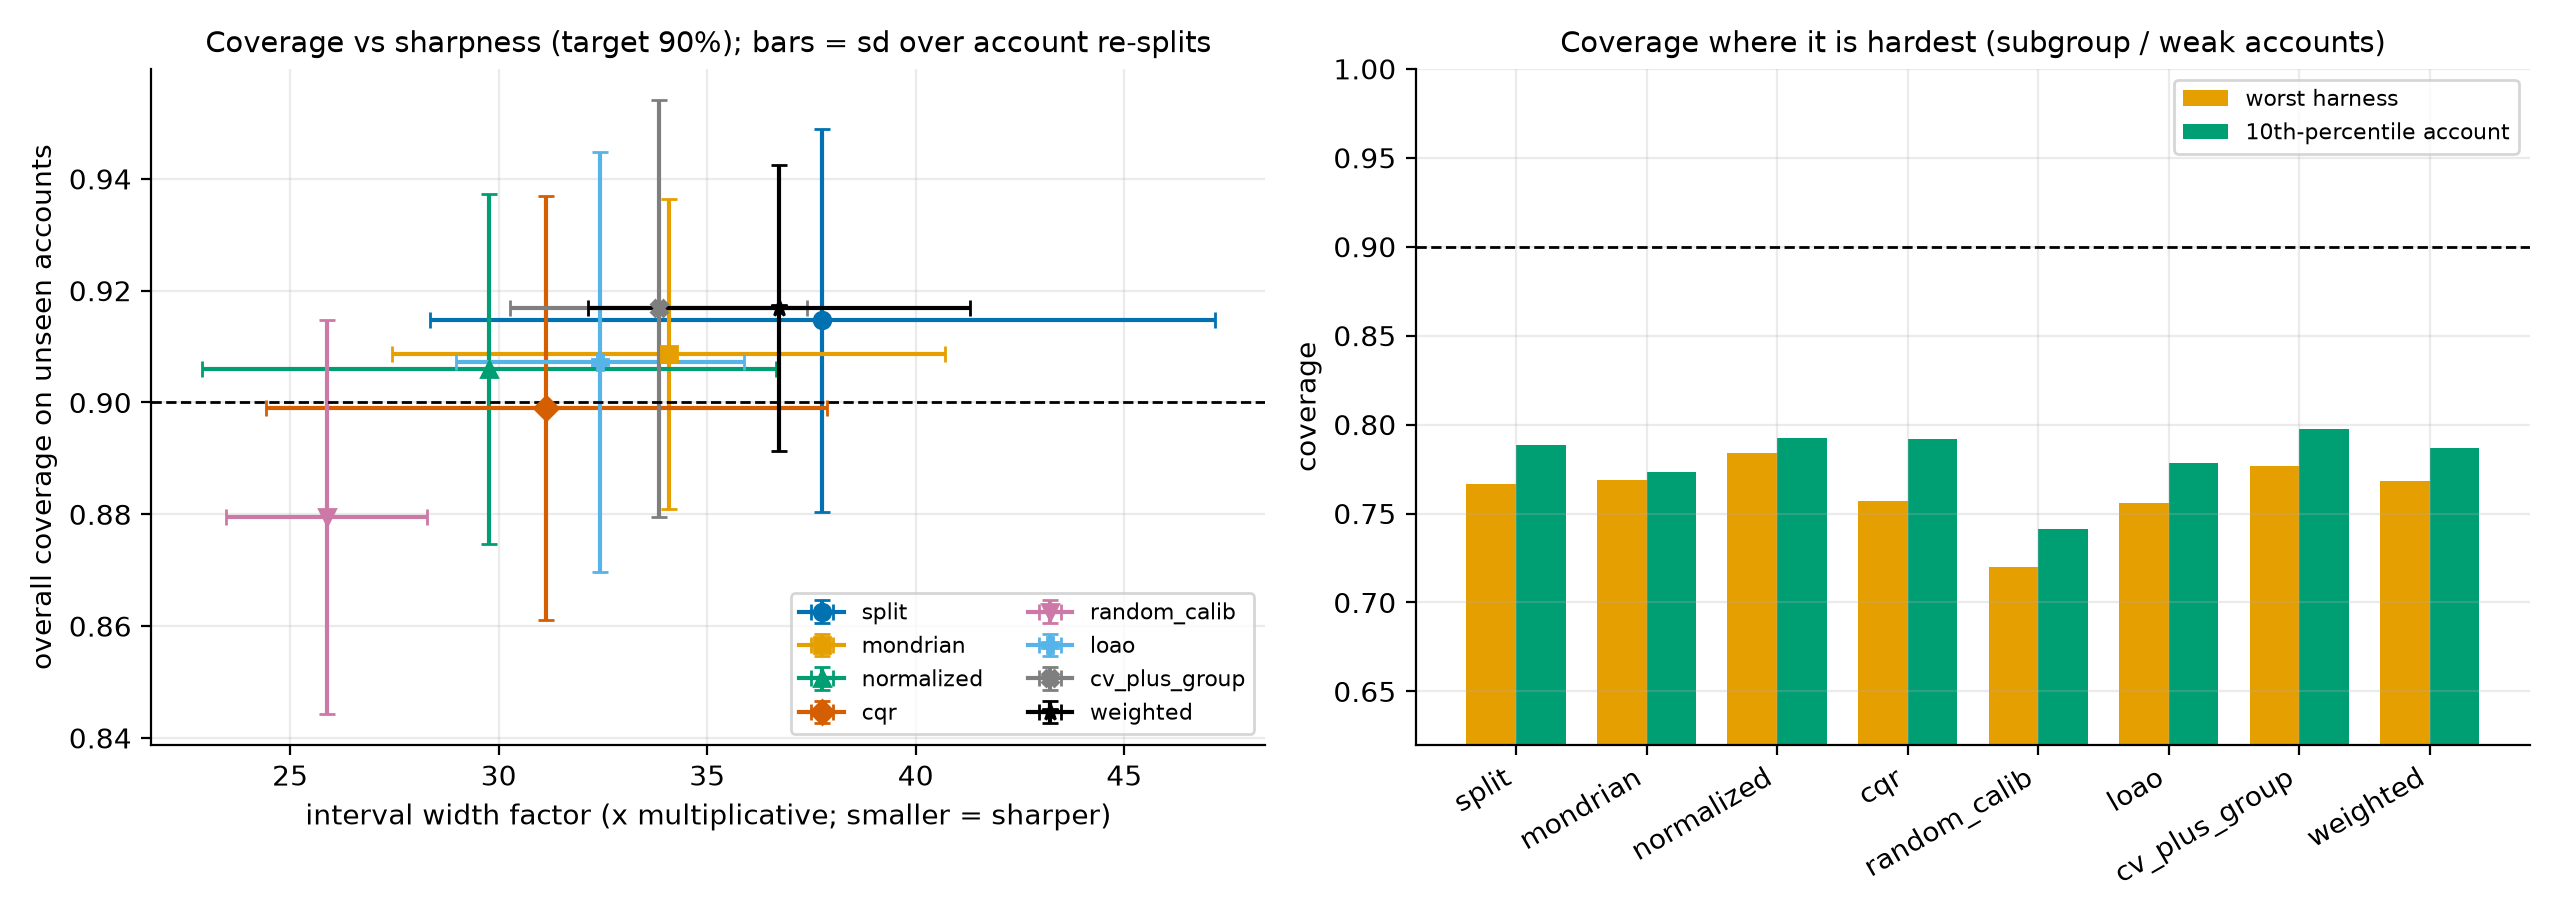 Coverage vs sharpness (target 90%); bars = sd over account re-splits
overall coverage on unseen accounts
0.94
0.92
0.90
0.88
0.86
0.84
25 30 35 40 45
interval width factor (x multiplicative; smaller = sharper)
split
mondrian
normalized
cqr
random_calib
loao
cv_plus_group
weighted
Coverage where it is hardest (subgroup / weak accounts)
coverage
1.00
0.95
0.90
0.85
0.80
0.75
0.70
0.65
worst harness
10th-percentile account
split
mondrian
normalized
cqr
random_calib
loao
cv_plus_group
weighted